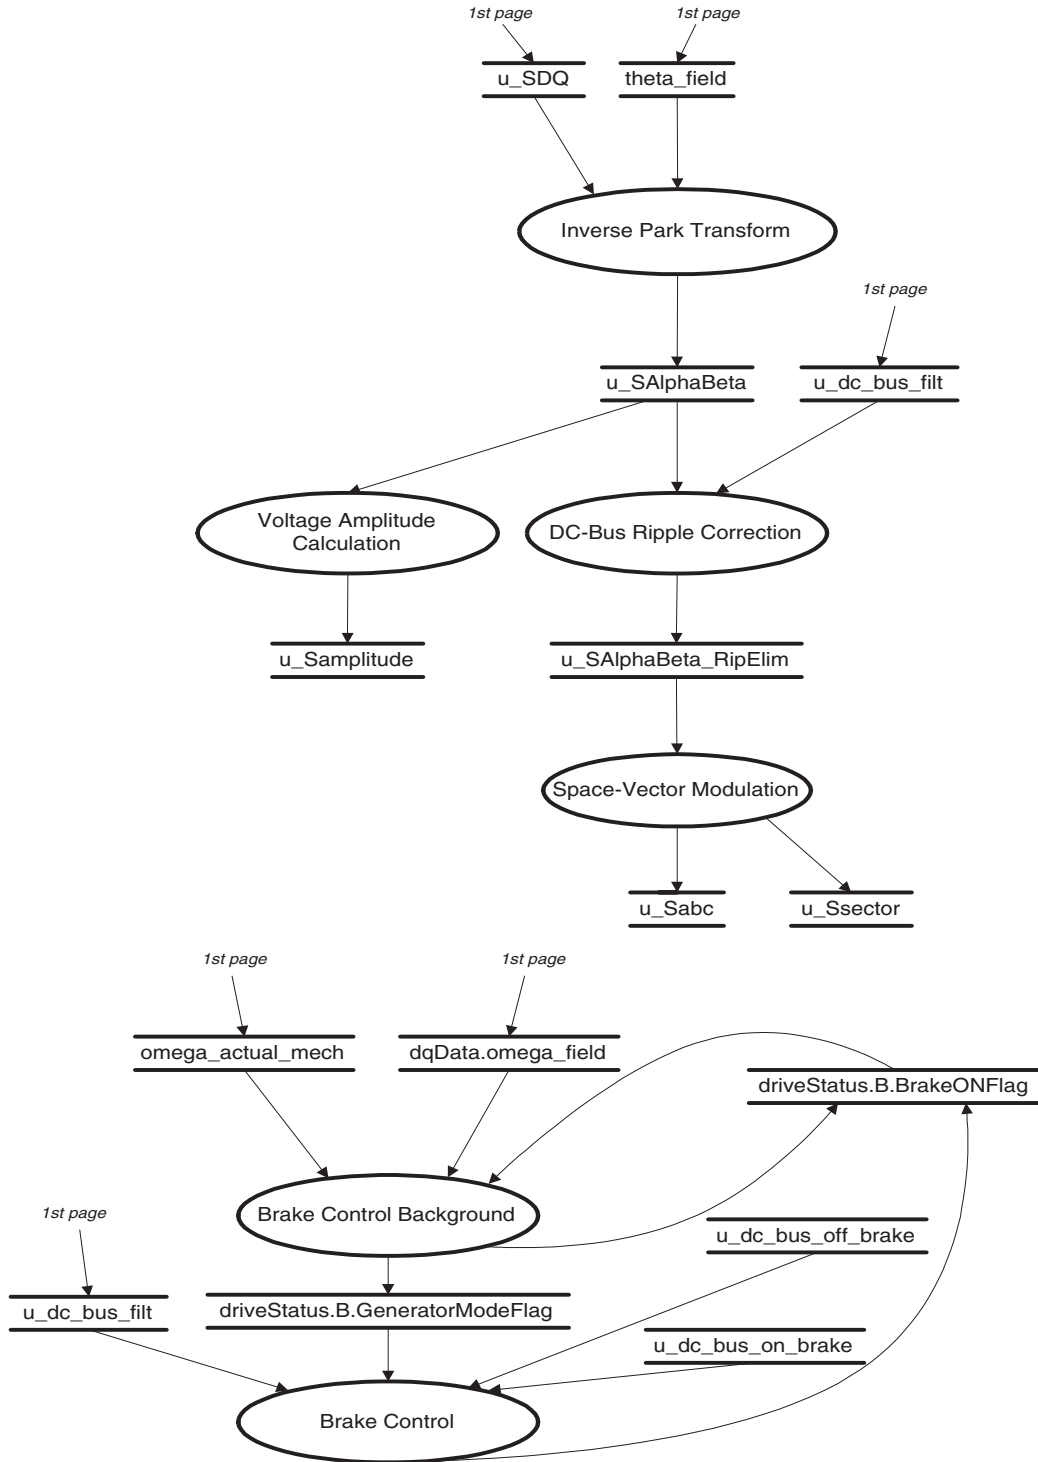 1st page
1st page
u_SDQ
theta_field
Inverse Park Transform
1st page
u_SAlphaBeta
u_dc_bus_filt
Voltage Amplitude
Calculation
DC-Bus Ripple Correction
u_Samplitude
u_SAlphaBeta_RipElim
Space-Vector Modulation
u_Sabc
u_Ssector
1st page
1st page
omega_actual_mech
dqData.omega_field
driveStatus.B.BrakeONFlag
Brake Control Background
1st page
u_dc_bus_off_brake
u_dc_bus_filt
driveStatus.B.GeneratorModeFlag
u_dc_bus_on_brake
Brake Control